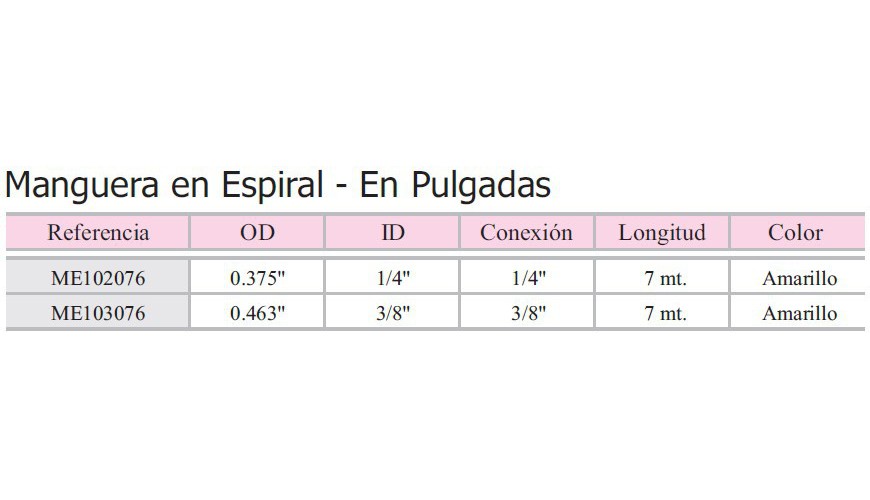 Manguera en Espiral - En Pulgadas
Referencia OD ID Conexión Longitud Color
ME102076 0.375" 1/4" 1/4" 7 mt. Amarillo
ME103076 0.463" 3/8" 3/8" 7 mt. Amarillo